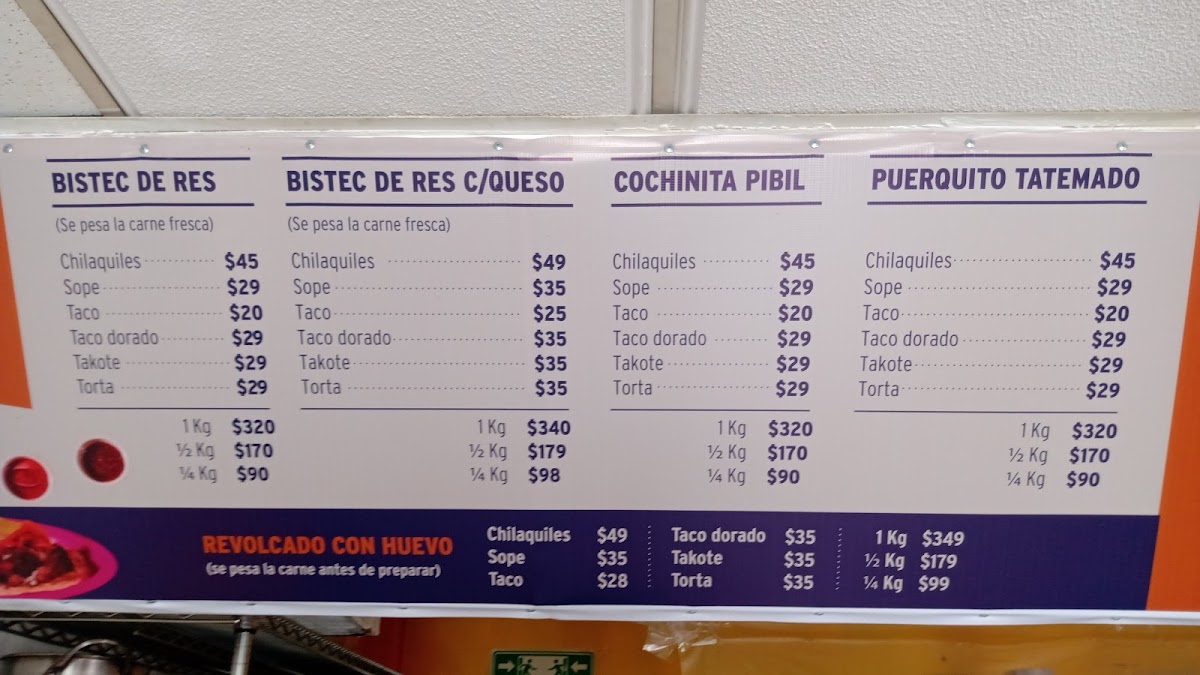 BISTEC DE RES
(Se pesa la carne fresca)
Chilaquiles $45
Sope $29
Taco $20
Taco dorado $29
Takote $29
Torta $29
1 Kg $320
½ Kg $170
¼ Kg $90
BISTEC DE RES C/QUESO
(Se pesa la carne fresca)
Chilaquiles $49
Sope $35
Taco $25
Taco dorado $35
Takote $35
Torta $35
1 Kg $340
½ Kg $179
¼ Kg $98
COCHINITA PIBIL
Chilaquiles $45
Sope $29
Taco $20
Taco dorado $29
Takote $29
Torta $29
1 Kg $320
½ Kg $170
¼ Kg $90
PUERQUITO TATEMADO
Chilaquiles $45
Sope $29
Taco $20
Taco dorado $29
Takote $29
Torta $29
1 Kg $320
½ Kg $170
¼ Kg $90
REVOLCADO CON HUEVO
(se pesa la carne antes de preparar)
Chilaquiles $49
Sope $35
Taco $28
Taco dorado $35
Takote $35
Torta $35
1 Kg $349
½ Kg $179
¼ Kg $99